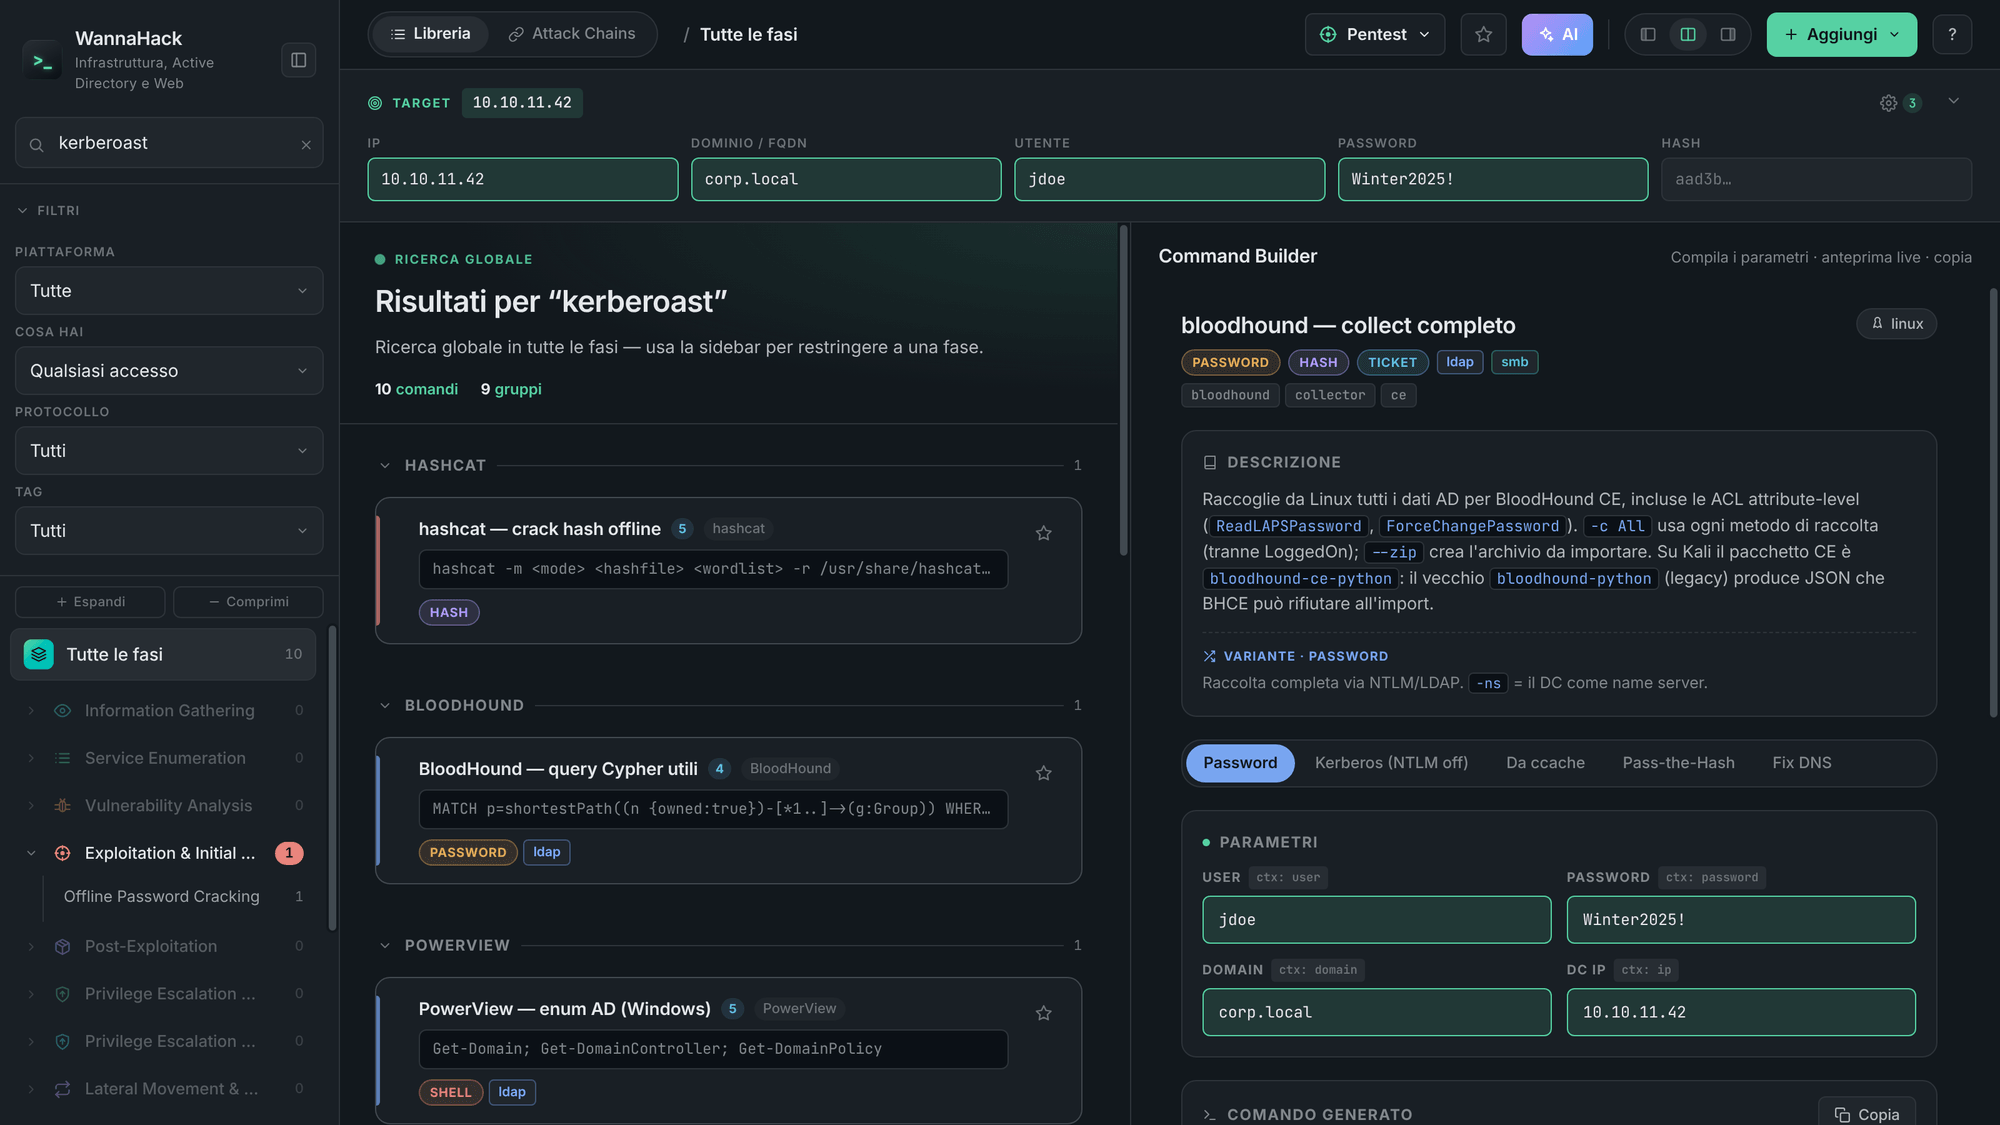 WannaHack
Infrastruttura, Active
Directory e Web
kerberoast
FILTRI
PIATTAFORMA
Tutte
COSA HAI
Qualsiasi accesso
PROTOCOLLO
Tutti
TAG
Tutti
+ Espandi
− Comprimi
Tutte le fasi 10
Information Gathering 0
Service Enumeration 0
Vulnerability Analysis 0
Exploitation & Initial ... 1
Offline Password Cracking 1
Post-Exploitation 0
Privilege Escalation ... 0
Privilege Escalation ... 0
Lateral Movement & ... 0
Libreria
Attack Chains
/ Tutte le fasi
Pentest
AI
+ Aggiungi
?
TARGET 10.10.11.42
3
IP
10.10.11.42
DOMINIO / FQDN
corp.local
UTENTE
jdoe
PASSWORD
Winter2025!
HASH
aad3b…
RICERCA GLOBALE
Risultati per “kerberoast”
Ricerca globale in tutte le fasi — usa la sidebar per restringere a una fase.
10 comandi 9 gruppi
HASHCAT 1
hashcat — crack hash offline 5 hashcat
hashcat -m <mode> <hashfile> <wordlist> -r /usr/share/hashcat…
HASH
BLOODHOUND 1
BloodHound — query Cypher utili 4 BloodHound
MATCH p=shortestPath((n {owned:true})-[*1..]->(g:Group)) WHER…
PASSWORD ldap
POWERVIEW 1
PowerView — enum AD (Windows) 5 PowerView
Get-Domain; Get-DomainController; Get-DomainPolicy
SHELL ldap
Command Builder
Compila i parametri · anteprima live · copia
bloodhound — collect completo
linux
PASSWORD HASH TICKET ldap smb
bloodhound collector ce
DESCRIZIONE
Raccoglie da Linux tutti i dati AD per BloodHound CE, incluse le ACL attribute-level
(ReadLAPSPassword, ForceChangePassword). -c All usa ogni metodo di raccolta
(tranne LoggedOn); --zip crea l'archivio da importare. Su Kali il pacchetto CE è
bloodhound-ce-python: il vecchio bloodhound-python (legacy) produce JSON che
BHCE può rifiutare all'import.
VARIANTE · PASSWORD
Raccolta completa via NTLM/LDAP. -ns = il DC come name server.
Password
Kerberos (NTLM off)
Da ccache
Pass-the-Hash
Fix DNS
PARAMETRI
USER ctx: user
jdoe
PASSWORD ctx: password
Winter2025!
DOMAIN ctx: domain
corp.local
DC IP ctx: ip
10.10.11.42
COMANDO GENERATO
Copia